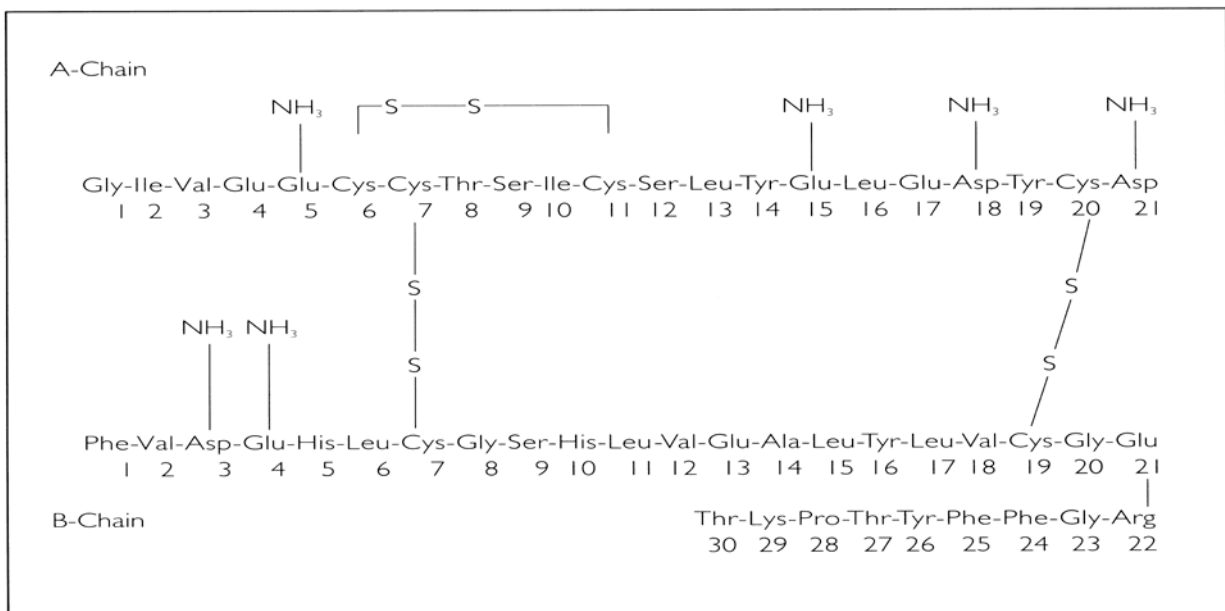 A-Chain
NH₃ S S NH₃ NH₃ NH₃
Gly-Ile-Val-Glu-Glu-Cys-Cys-Thr-Ser-Ile-Cys-Ser-Leu-Tyr-Glu-Leu-Glu-Asp-Tyr-Cys-Asp
1 2 3 4 5 6 7 8 9 10 11 12 13 14 15 16 17 18 19 20 21
S S
NH₃ NH₃
S S
Phe-Val-Asp-Glu-His-Leu-Cys-Gly-Ser-His-Leu-Val-Glu-Ala-Leu-Tyr-Leu-Val-Cys-Gly-Glu
1 2 3 4 5 6 7 8 9 10 11 12 13 14 15 16 17 18 19 20 21
B-Chain Thr-Lys-Pro-Thr-Tyr-Phe-Phe-Gly-Arg
30 29 28 27 26 25 24 23 22